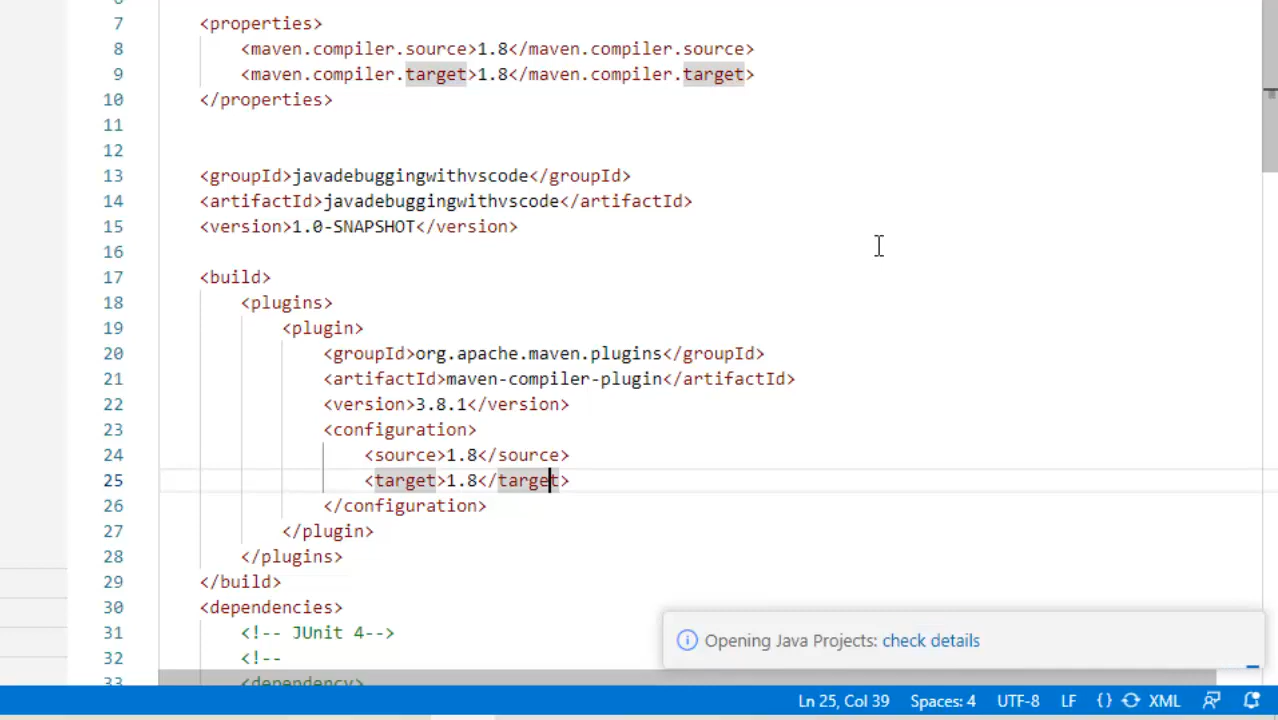 7 <properties>
8 <maven.compiler.source>1.8</maven.compiler.source>
9 <maven.compiler.target>1.8</maven.compiler.target>
10 </properties>
11
12
13 <groupId>javadebuggingwithvscode</groupId>
14 <artifactId>javadebuggingwithvscode</artifactId>
15 <version>1.0-SNAPSHOT</version>
16
17 <build>
18 <plugins>
19 <plugin>
20 <groupId>org.apache.maven.plugins</groupId>
21 <artifactId>maven-compiler-plugin</artifactId>
22 <version>3.8.1</version>
23 <configuration>
24 <source>1.8</source>
25 <target>1.8</target>
26 </configuration>
27 </plugin>
28 </plugins>
29 </build>
30 <dependencies>
31 <!-- JUnit 4-->
32 <!--
33 <dependency>
Opening Java Projects: check details
Ln 25, Col 39 Spaces: 4 UTF-8 LF {} XML